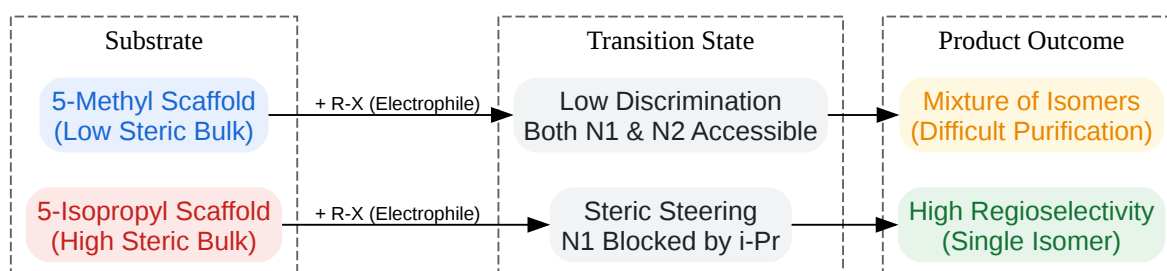 Substrate
Transition State
Product Outcome
5-Methyl Scaffold
(Low Steric Bulk)
+ R-X (Electrophile)
Low Discrimination
Both N1 & N2 Accessible
Mixture of Isomers
(Difficult Purification)
5-Isopropyl Scaffold
(High Steric Bulk)
+ R-X (Electrophile)
Steric Steering
N1 Blocked by i-Pr
High Regioselectivity
(Single Isomer)